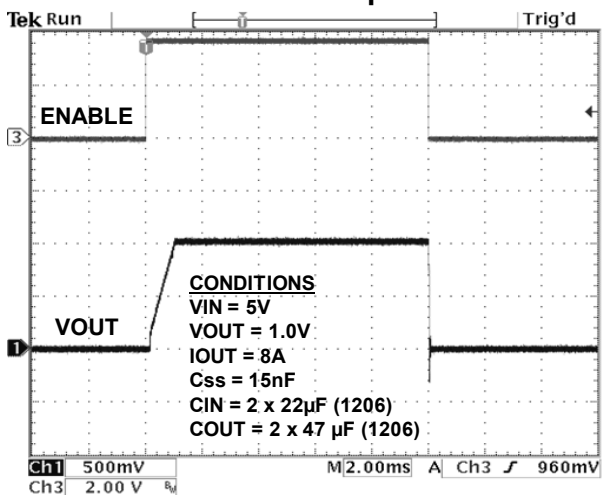 Tek Run Trig'd
ENABLE
3
CONDITIONS
VIN = 5V
VOUT = 1.0V
IOUT = 8A
Css = 15nF
CIN = 2 x 22µF (1206)
COUT = 2 x 47 µF (1206)
VOUT
1
Ch1 500mV M 2.00ms A Ch3 960mV
Ch3 2.00 V BW